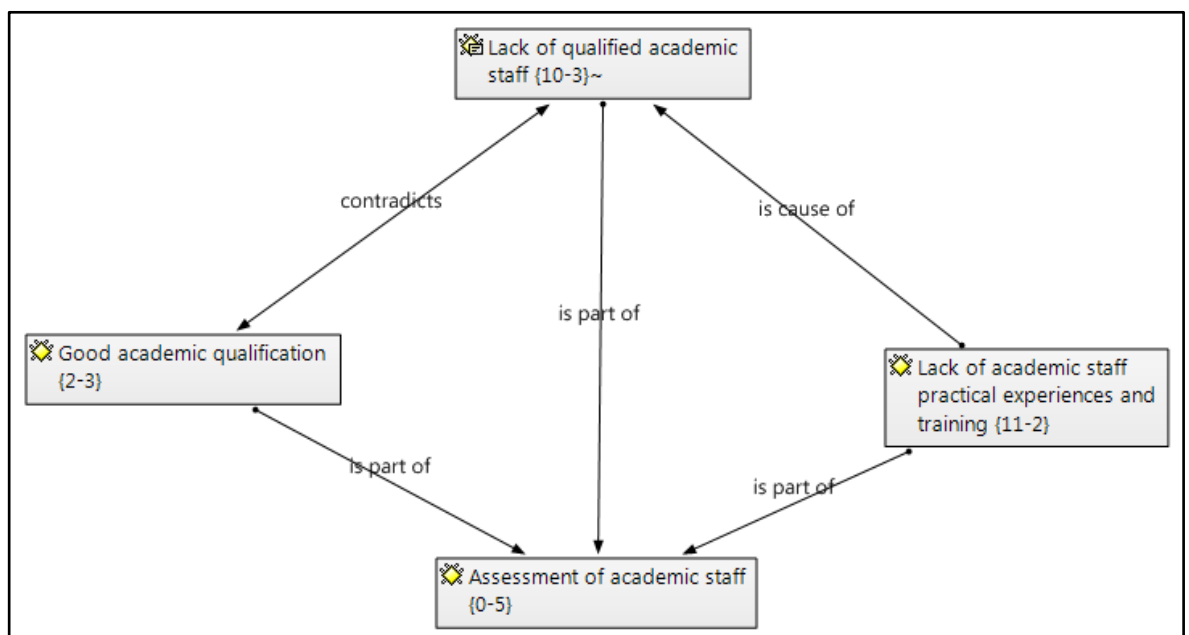 Lack of qualified academic
staff {10-3}~
contradicts
is cause of
is part of
Good academic qualification
{2-3}
Lack of academic staff
practical experiences and
training {11-2}
is part of
is part of
Assessment of academic staff
{0-5}